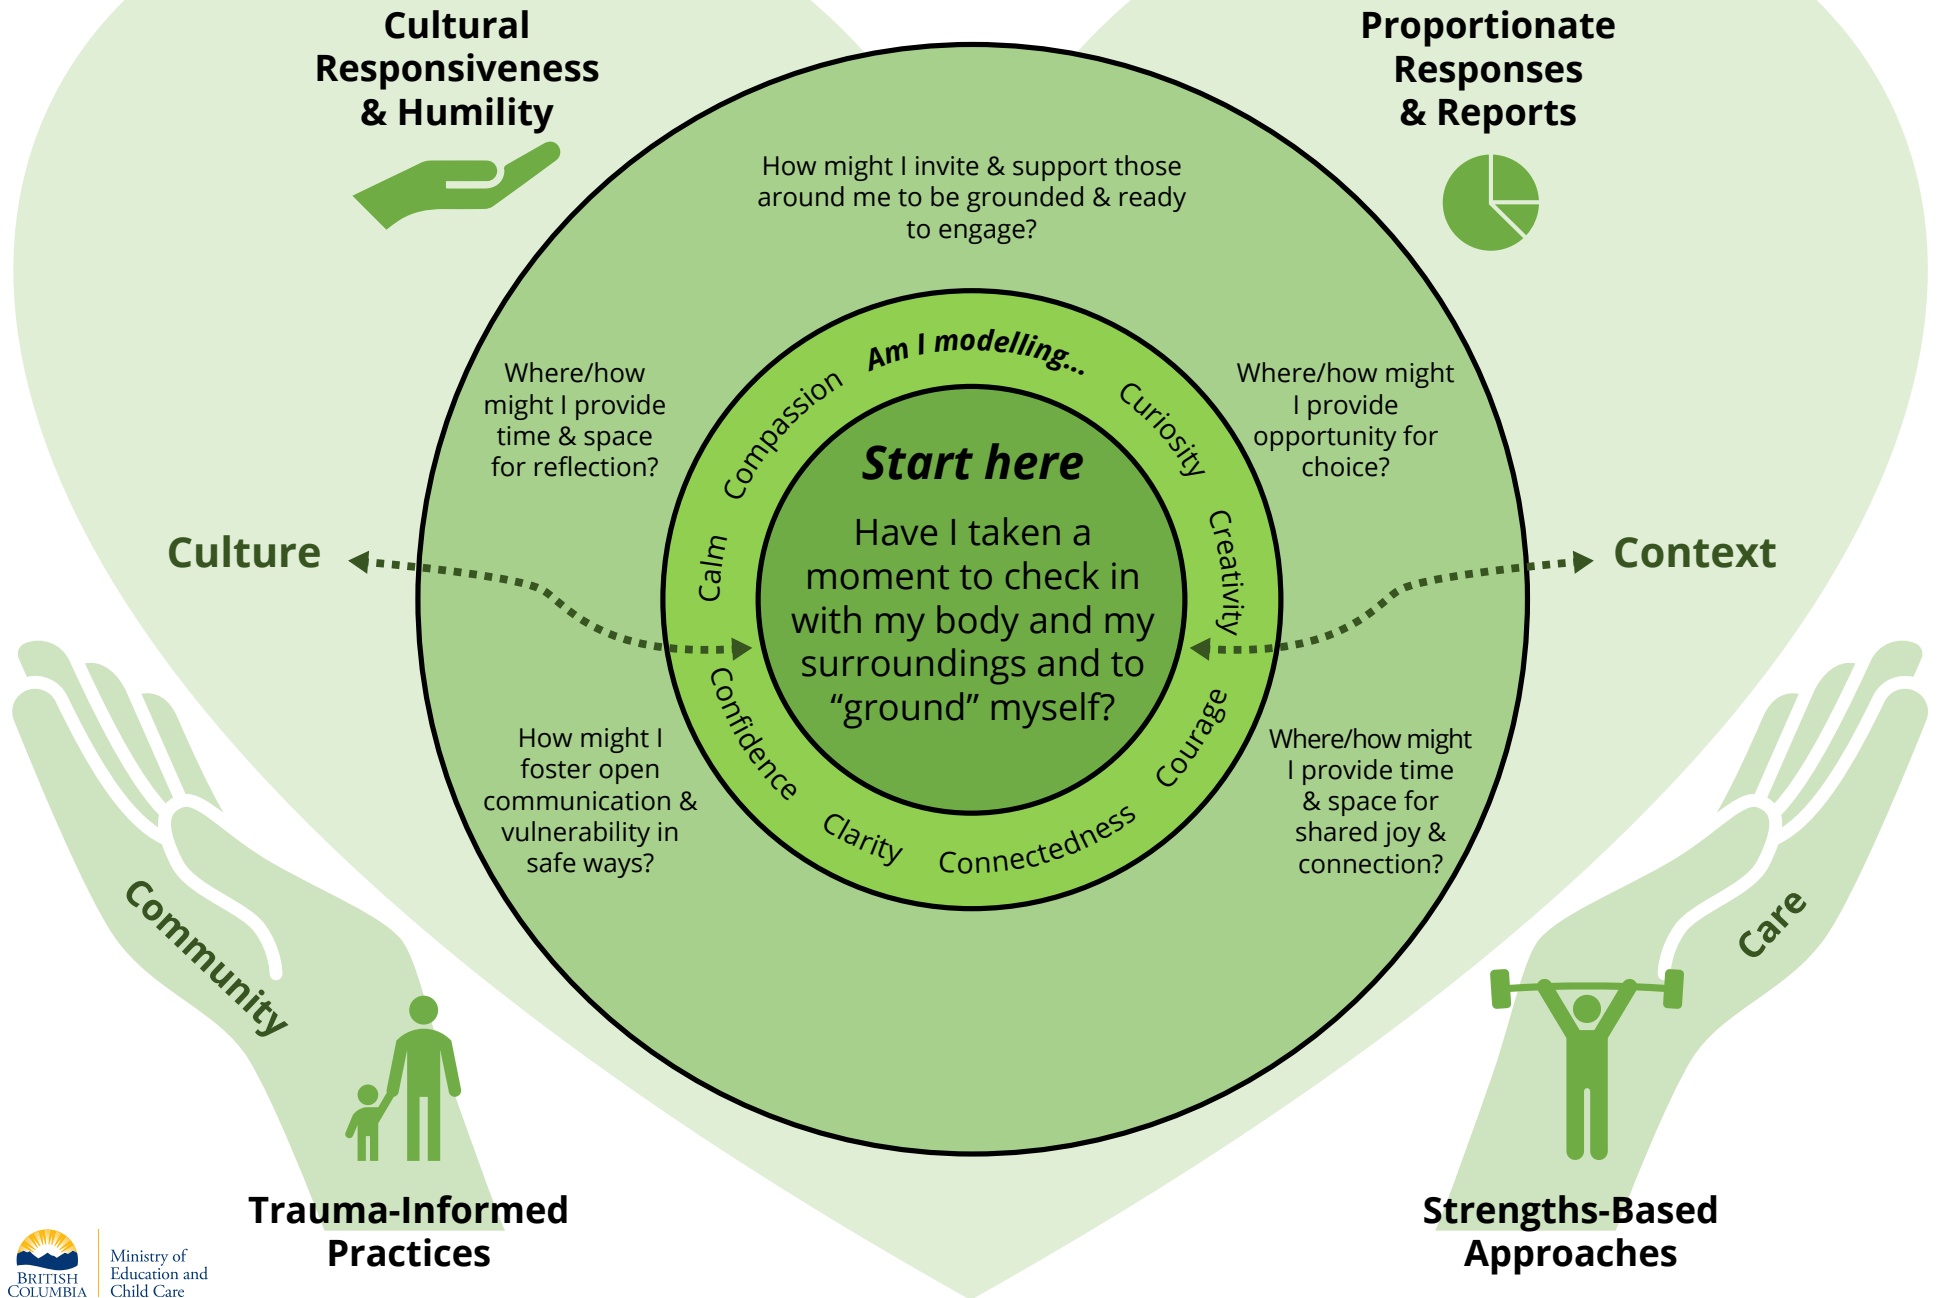 Cultural
Responsiveness
& Humility
Proportionate
Responses
& Reports
How might I invite & support those
around me to be grounded & ready
to engage?
Where/how
might I provide
time & space
for reflection?
Where/how might
I provide
opportunity for
choice?
Am I modelling...
Curiosity
Creativity
Courage
Connectedness
Clarity
Confidence
Calm
Compassion
Start here
Have I taken a
moment to check in
with my body and my
surroundings and to
“ground” myself?
Culture
Context
How might I
foster open
communication &
vulnerability in
safe ways?
Where/how might
I provide time
& space for
shared joy &
connection?
Community
Care
Trauma-Informed
Practices
Strengths-Based
Approaches
BRITISH
COLUMBIA
Ministry of
Education and
Child Care